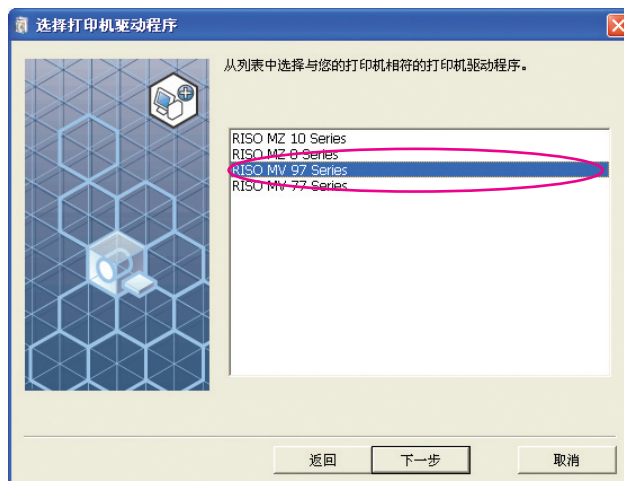 选择打印机驱动程序
从列表中选择与您的打印机相符的打印机驱动程序。
RISO MZ 10 Series
RISO MZ 8 Series
RISO MV 97 Series
RISO MV 77 Series
返回
下一步
取消